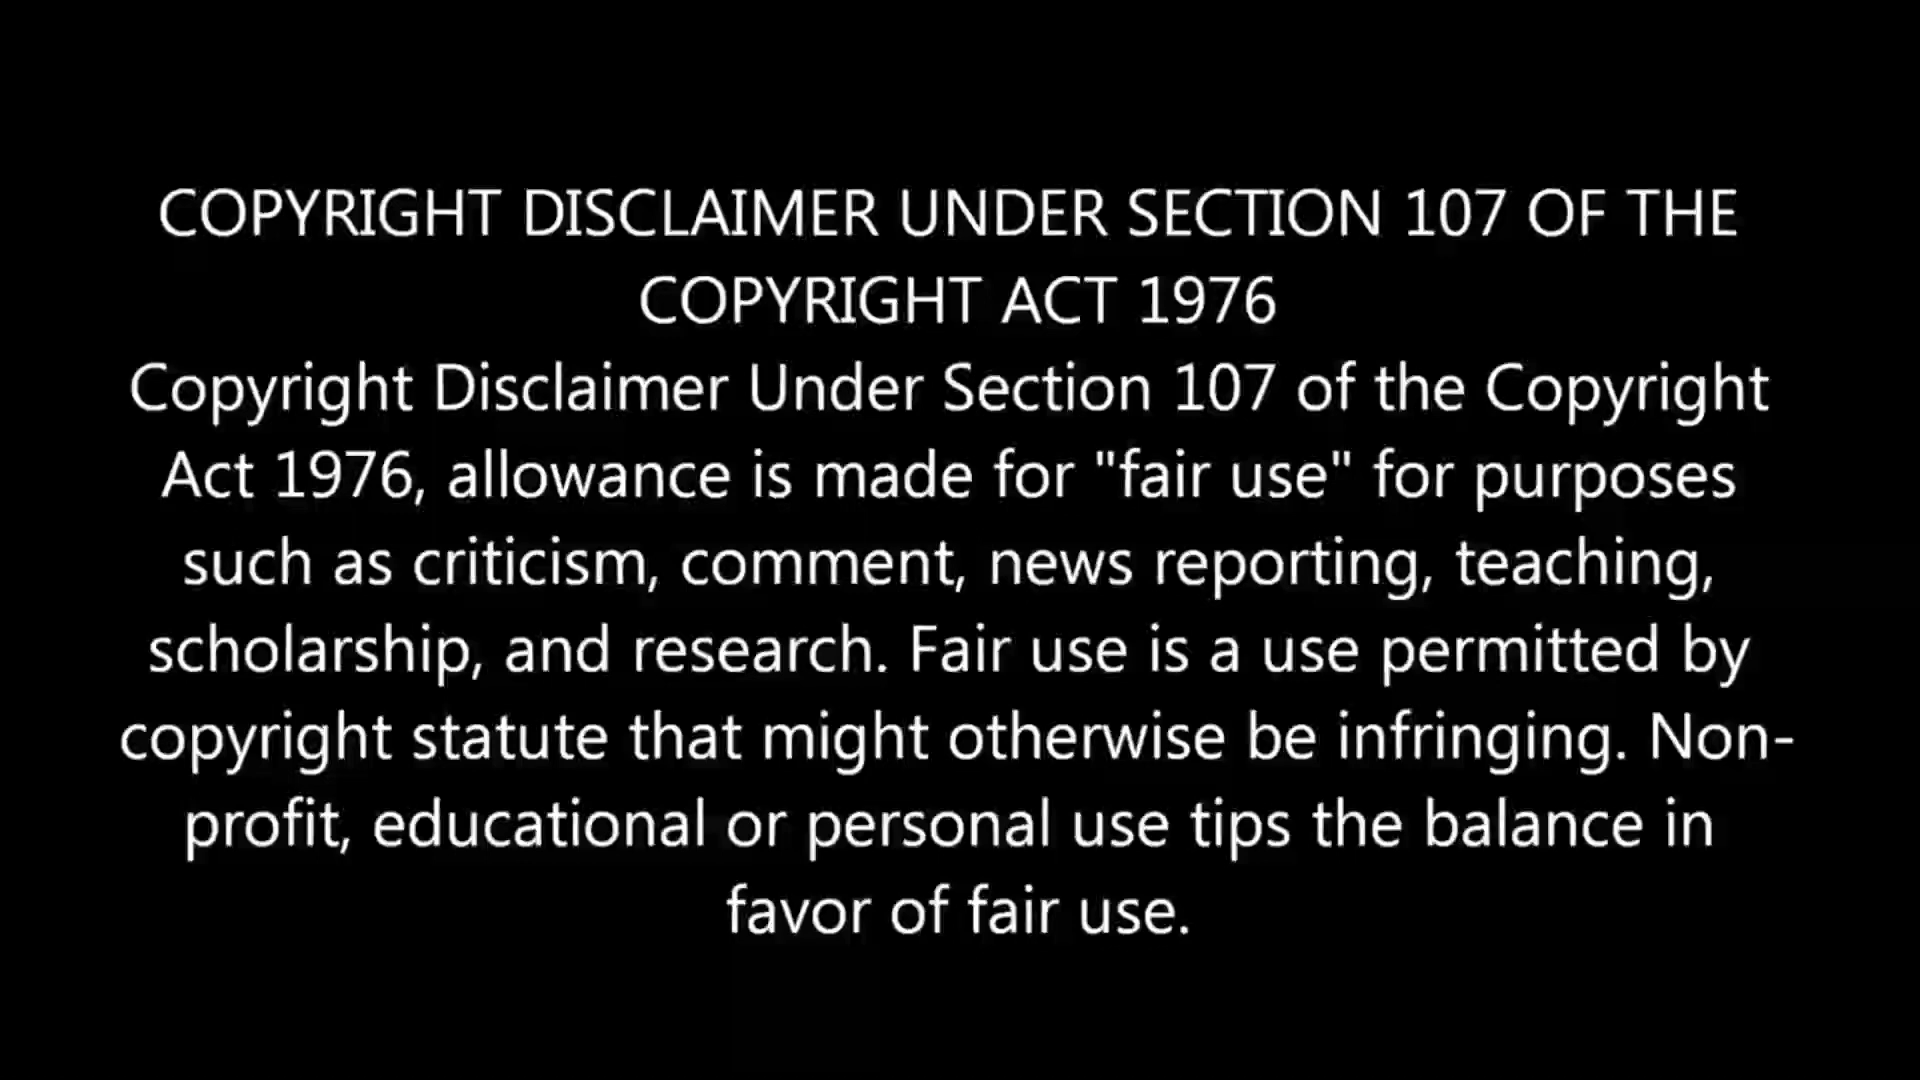 COPYRIGHT DISCLAIMER UNDER SECTION 107 OF THE
COPYRIGHT ACT 1976
Copyright Disclaimer Under Section 107 of the Copyright
Act 1976, allowance is made for "fair use" for purposes
such as criticism, comment, news reporting, teaching,
scholarship, and research. Fair use is a use permitted by
copyright statute that might otherwise be infringing. Non-
profit, educational or personal use tips the balance in
favor of fair use.